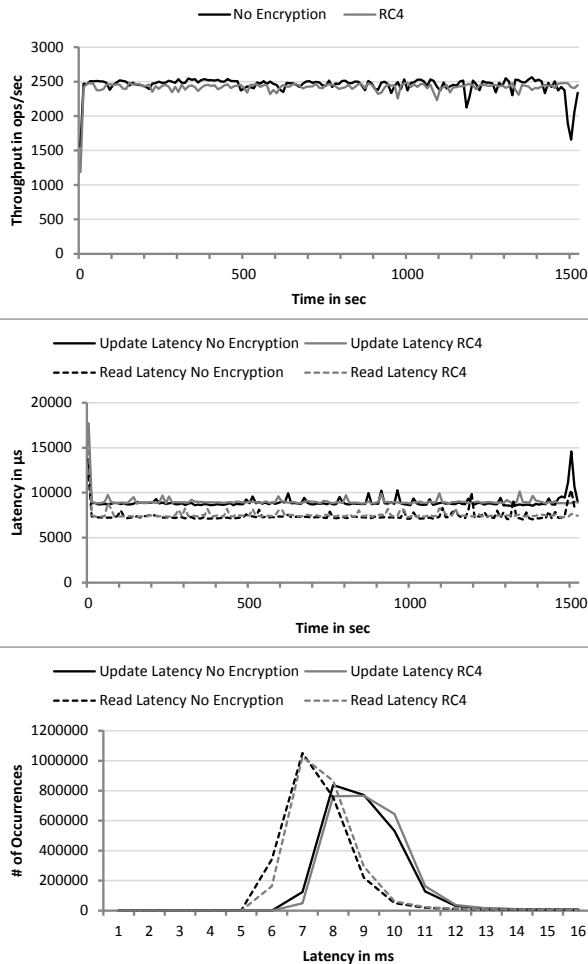 No Encryption RC4
3000
2500
2000
1500
1000
500
0
0 500 1000 1500
Throughput in ops/sec
Time in sec
Update Latency No Encryption Update Latency RC4
Read Latency No Encryption Read Latency RC4
20000
15000
10000
5000
0
0 500 1000 1500
Latency in µs
Time in sec
Update Latency No Encryption Update Latency RC4
Read Latency No Encryption Read Latency RC4
1200000
1000000
800000
600000
400000
200000
0
1 2 3 4 5 6 7 8 9 10 11 12 13 14 15 16
# of Occurrences
Latency in ms